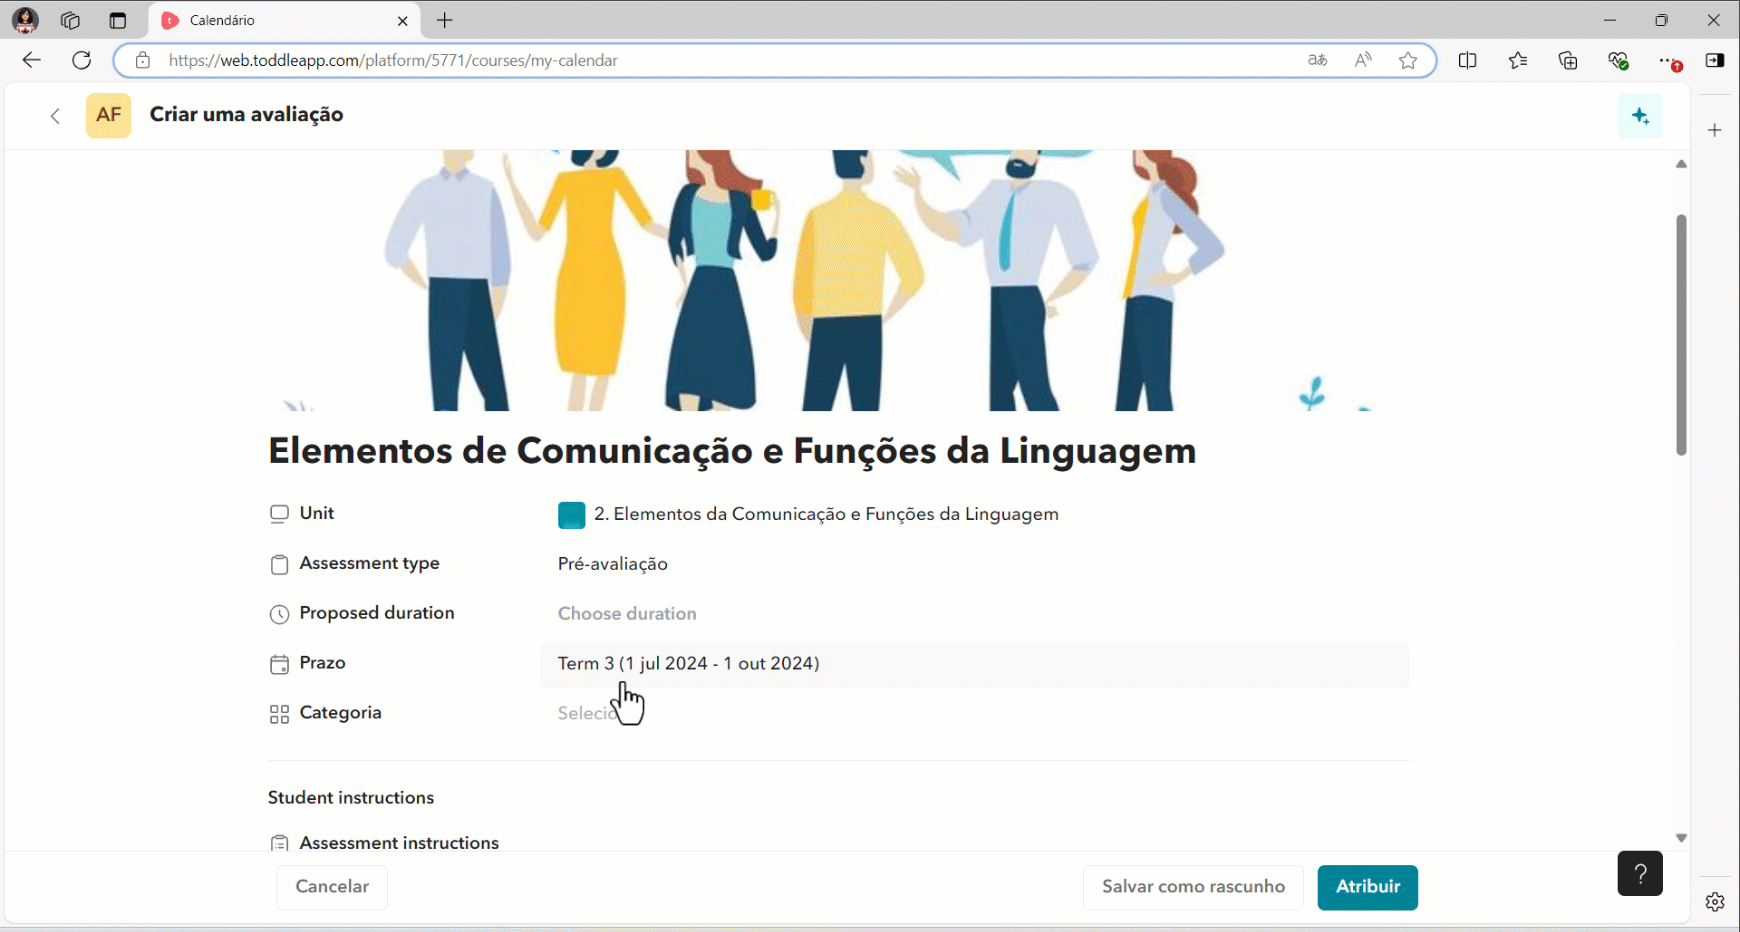 Calendário
https://web.toddleapp.com/platform/5771/courses/my-calendar
AF Criar uma avaliação
Elementos de Comunicação e Funções da Linguagem
Unit 2. Elementos da Comunicação e Funções da Linguagem
Assessment type Pré-avaliação
Proposed duration Choose duration
Prazo Term 3 (1 jul 2024 - 1 out 2024)
Categoria
Student instructions
Assessment instructions
Cancelar Salvar como rascunho Atribuir ?